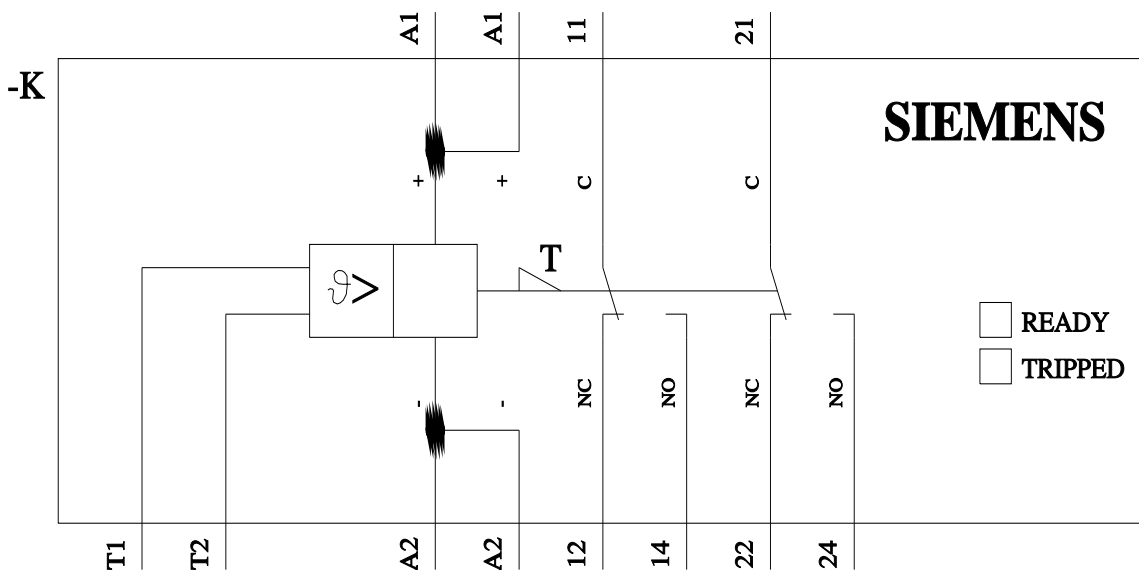 A1 A1 11 21
-K
SIEMENS
+ + C C
T
ϑ>
READY
TRIPPED
- - NC NO NC NO
T1 T2 A2 A2 12 14 22 24